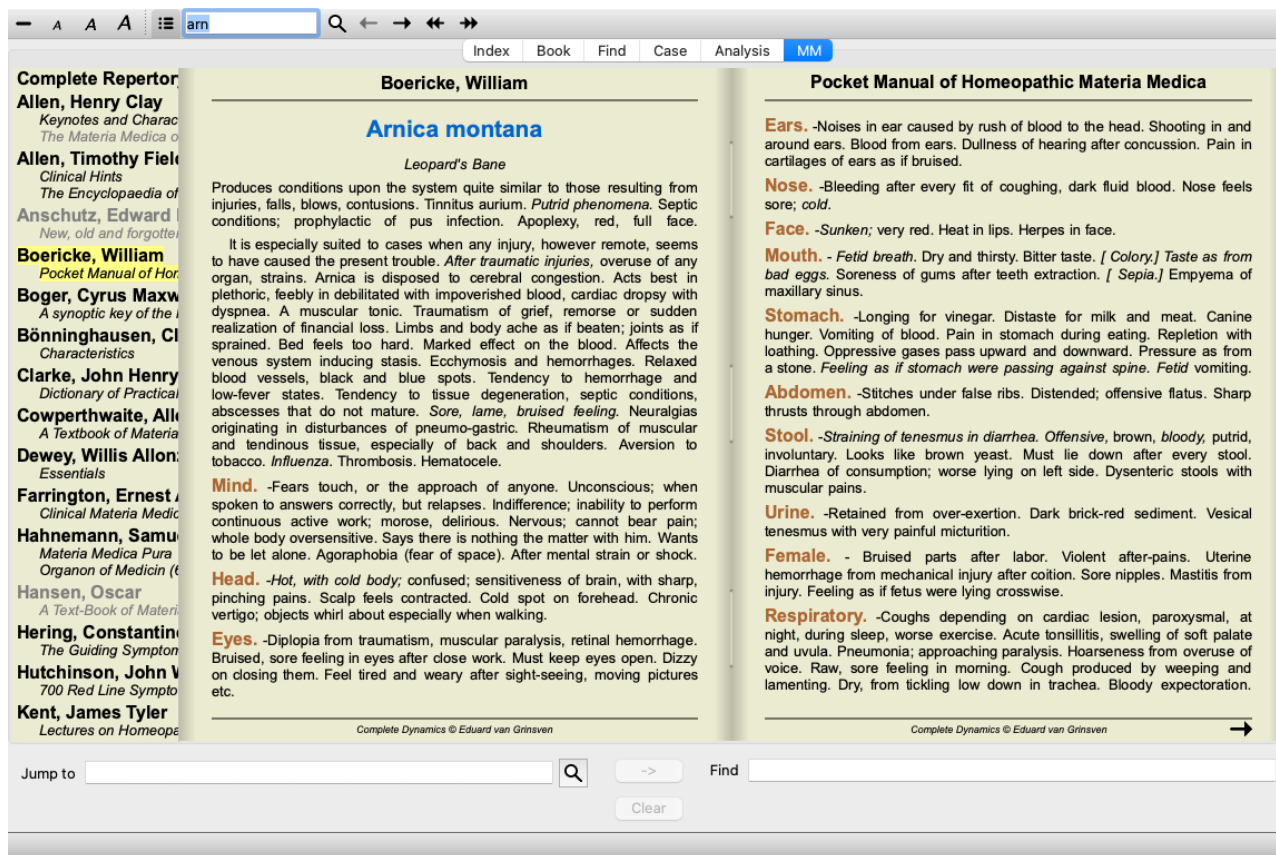 A A A arn
Index Book Find Case Analysis MM
Complete Repertor
Allen, Henry Clay
Keynotes and Charac
The Materia Medica o
Allen, Timothy Field
Clinical Hints
The Encyclopaedia of
Anschutz, Edward
New, old and forgotter
Boericke, William
Pocket Manual of Hor
Boger, Cyrus Maxw
A synoptic key of the
Bönninghausen, Cl
Characteristics
Clarke, John Henry
Dictionary of Practical
Cowperthwaite, Alle
A Textbook of Materia
Dewey, Willis Allon
Essentials
Farrington, Ernest
Clinical Materia Medic
Hahnemann, Samu
Materia Medica Pura
Organon of Medicin (6
Hansen, Oscar
A Text-Book of Materi
Hering, Constantin
The Guiding Sympton
Hutchinson, John W
700 Red Line Sympto
Kent, James Tyler
Lectures on Homeopa
Boericke, William
Arnica montana
Leopard's Bane
Produces conditions upon the system quite similar to those resulting from
injuries, falls, blows, contusions. Tinnitus aurium. Putrid phenomena. Septic
conditions; prophylactic of pus infection. Apoplexy, red, full face.
It is especially suited to cases when any injury, however remote, seems
to have caused the present trouble. After traumatic injuries, overuse of any
organ, strains. Arnica is disposed to cerebral congestion. Acts best in
plethoric, feebly in debilitated with impoverished blood, cardiac dropsy with
dyspnea. A muscular tonic. Traumatism of grief, remorse or sudden
realization of financial loss. Limbs and body ache as if beaten; joints as if
sprained. Bed feels too hard. Marked effect on the blood. Affects the
venous system inducing stasis. Ecchymosis and hemorrhages. Relaxed
blood vessels, black and blue spots. Tendency to hemorrhage and
low-fever states. Tendency to tissue degeneration, septic conditions,
abscesses that do not mature. Sore, lame, bruised feeling. Neuralgias
originating in disturbances of pneumo-gastric. Rheumatism of muscular
and tendinous tissue, especially of back and shoulders. Aversion to
tobacco. Influenza. Thrombosis. Hematocele.
Mind. -Fears touch, or the approach of anyone. Unconscious; when
spoken to answers correctly, but relapses. Indifference; inability to perform
continuous active work; morose, delirious. Nervous; cannot bear pain;
whole body oversensitive. Says there is nothing the matter with him. Wants
to be let alone. Agoraphobia (fear of space). After mental strain or shock.
Head. -Hot, with cold body; confused; sensitiveness of brain, with sharp,
pinching pains. Scalp feels contracted. Cold spot on forehead. Chronic
vertigo; objects whirl about especially when walking.
Eyes. -Diplopia from traumatism, muscular paralysis, retinal hemorrhage.
Bruised, sore feeling in eyes after close work. Must keep eyes open. Dizzy
on closing them. Feel tired and weary after sight-seeing, moving pictures
etc.
Complete Dynamics © Eduard van Grinsven
Pocket Manual of Homeopathic Materia Medica
Ears. -Noises in ear caused by rush of blood to the head. Shooting in and
around ears. Blood from ears. Dullness of hearing after concussion. Pain in
cartilages of ears as if bruised.
Nose. -Bleeding after every fit of coughing, dark fluid blood. Nose feels
sore; cold.
Face. -Sunken; very red. Heat in lips. Herpes in face.
Mouth. - Fetid breath. Dry and thirsty. Bitter taste. [ Colory.] Taste as from
bad eggs. Soreness of gums after teeth extraction. [ Sepia.] Empyema of
maxillary sinus.
Stomach. -Longing for vinegar. Distaste for milk and meat. Canine
hunger. Vomiting of blood. Pain in stomach during eating. Repletion with
loathing. Oppressive gases pass upward and downward. Pressure as from
a stone. Feeling as if stomach were passing against spine. Fetid vomiting.
Abdomen. -Stitches under false ribs. Distended; offensive flatus. Sharp
thrusts through abdomen.
Stool. -Straining of tenesmus in diarrhea. Offensive, brown, bloody, putrid,
involuntary. Looks like brown yeast. Must lie down after every stool.
Diarrhea of consumption; worse lying on left side. Dysenteric stools with
muscular pains.
Urine. -Retained from over-exertion. Dark brick-red sediment. Vesical
tenesmus with very painful micturition.
Female. - Bruised parts after labor. Violent after-pains. Uterine
hemorrhage from mechanical injury after coition. Sore nipples. Mastitis from
injury. Feeling as if fetus were lying crosswise.
Respiratory. -Coughs depending on cardiac lesion, paroxysmal, at
night, during sleep, worse exercise. Acute tonsillitis, swelling of soft palate
and uvula. Pneumonia; approaching paralysis. Hoarseness from overuse of
voice. Raw, sore feeling in morning. Cough produced by weeping and
lamenting. Dry, from tickling low down in trachea. Bloody expectoration.
Complete Dynamics © Eduard van Grinsven
Jump to -> Find
Clear